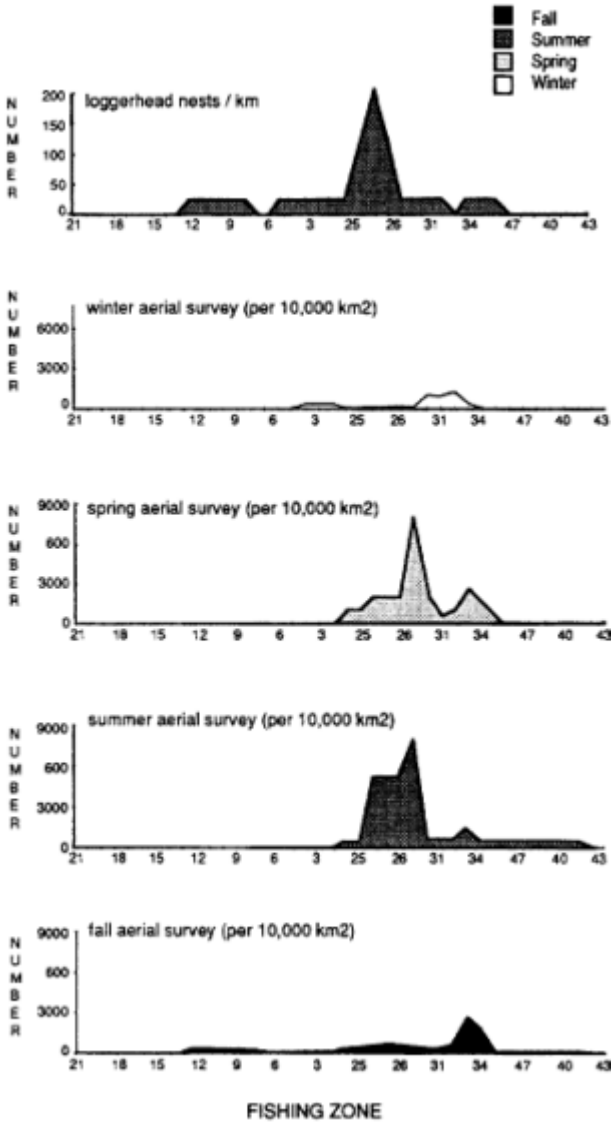 Fall
Summer
Spring
Winter
loggerhead nests / km
NUMBER
200
150
100
50
0
21 18 15 12 9 6 3 25 26 31 34 47 40 43
winter aerial survey (per 10,000 km2)
NUMBER
6000
3000
0
21 18 15 12 9 6 3 25 26 31 34 47 40 43
spring aerial survey (per 10,000 km2)
NUMBER
9000
600
3000
0
21 18 15 12 9 6 3 25 26 31 34 47 40 43
summer aerial survey (per 10,000 km2)
NUMBER
9000
600
3000
0
21 18 15 12 9 6 3 26 31 34 47 40 43
25
fall aerial survey (per 10,000 km2)
NUMBER
9000
600
3000
0
21 18 15 12 9 6 3 25 26 31 34 47 40 43
FISHING ZONE